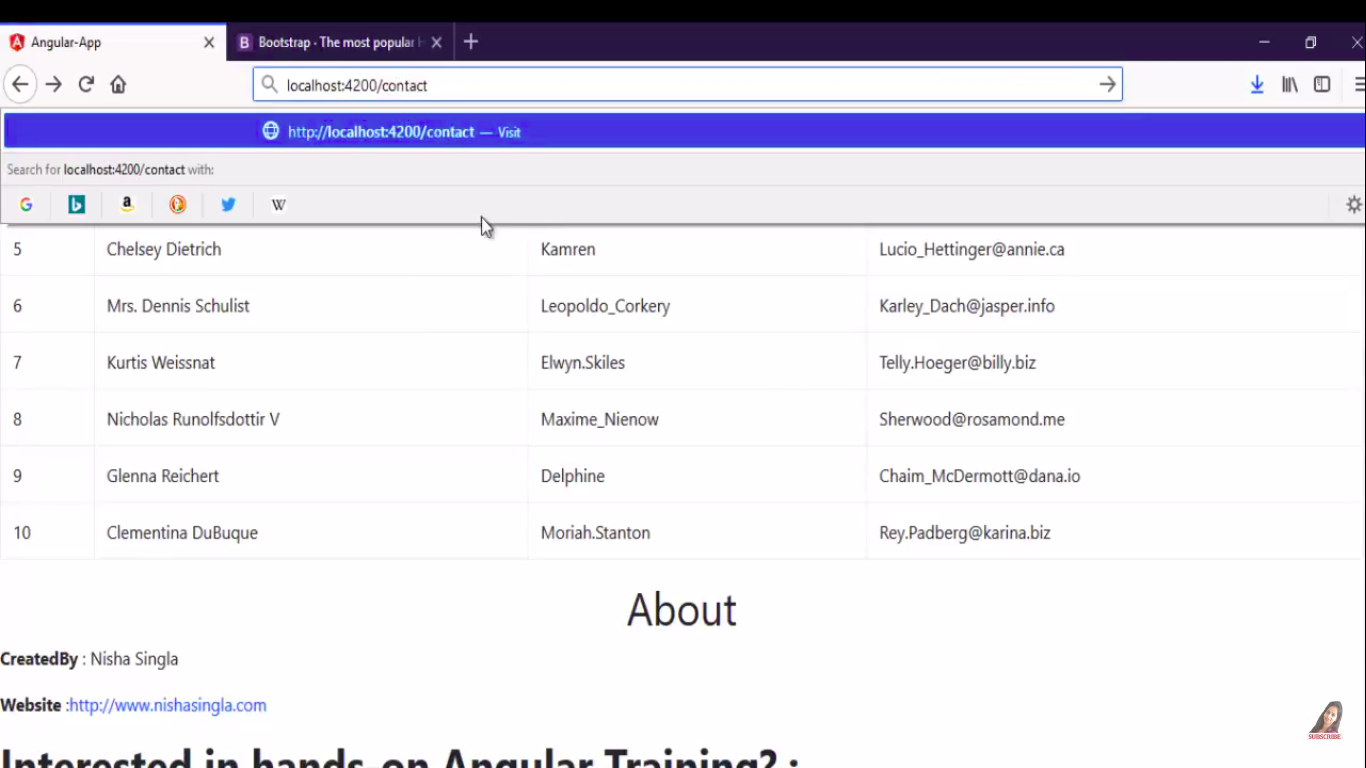 Angular-App
Bootstrap · The most popular
localhost:4200/contact
http://localhost:4200/contact — Visit
Search for localhost:4200/contact with:
5 Chelsey Dietrich Kamren Lucio_Hettinger@annie.ca
6 Mrs. Dennis Schulist Leopoldo_Corkery Karley_Dach@jasper.info
7 Kurtis Weissnat Elwyn.Skiles Telly.Hoeger@billy.biz
8 Nicholas Runolfsdottir V Maxime_Nienow Sherwood@rosamond.me
9 Glenna Reichert Delphine Chaim_McDermott@dana.io
10 Clementina DuBuque Moriah.Stanton Rey.Padberg@karina.biz
About
CreatedBy : Nisha Singla
Website :http://www.nishasingla.com
SUBSCRIBE
Interested in hands-on Angular Training? :